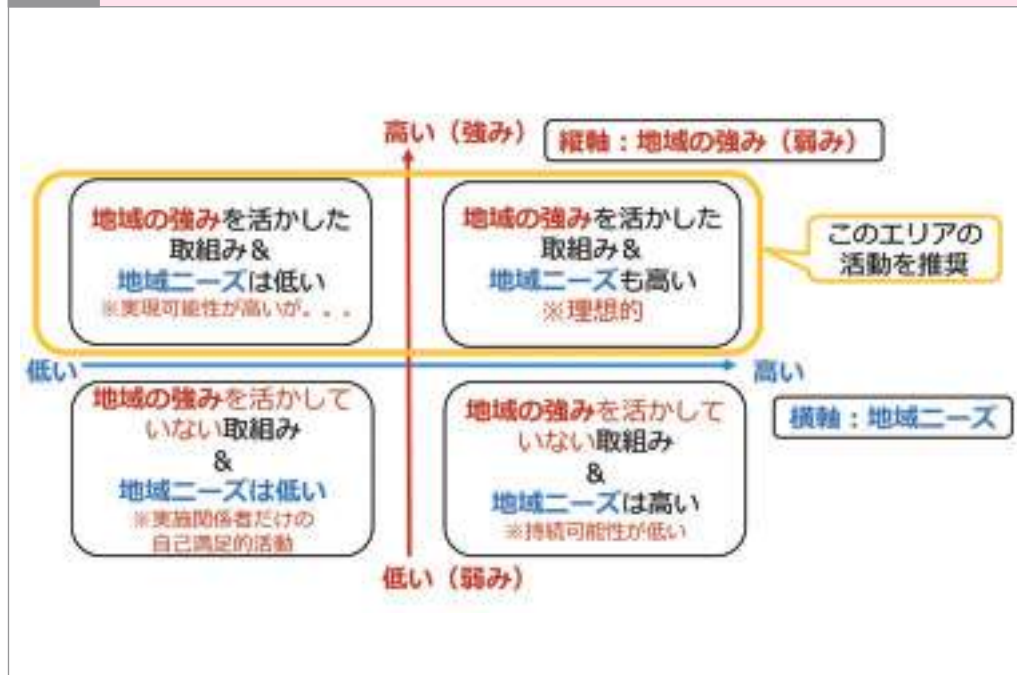 高い（強み）
縦軸：地域の強み（弱み）
地域の強みを活かした
取組み＆
地域ニーズは低い
※実現可能性が高いが。。。
地域の強みを活かした
取組み＆
地域ニーズも高い
※理想的
このエリアの
活動を推奨
低い
高い
横軸：地域ニーズ
地域の強みを活かして
いない取組み
＆
地域ニーズは低い
※実施関係者だけの
自己満足的活動
地域の強みを活かして
いない取組み
＆
地域ニーズは高い
※持続可能性が低い
低い（弱み）